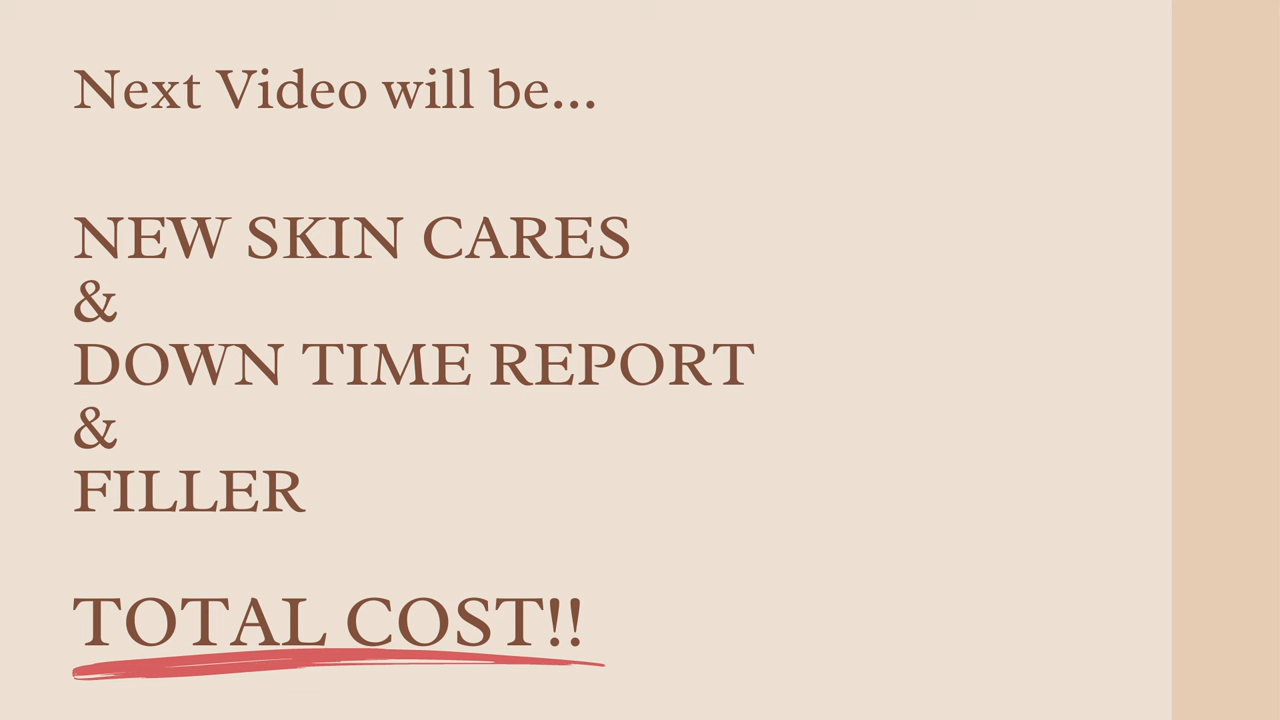 Next Video will be...
NEW SKIN CARES
&
DOWN TIME REPORT
&
FILLER
TOTAL COST!!